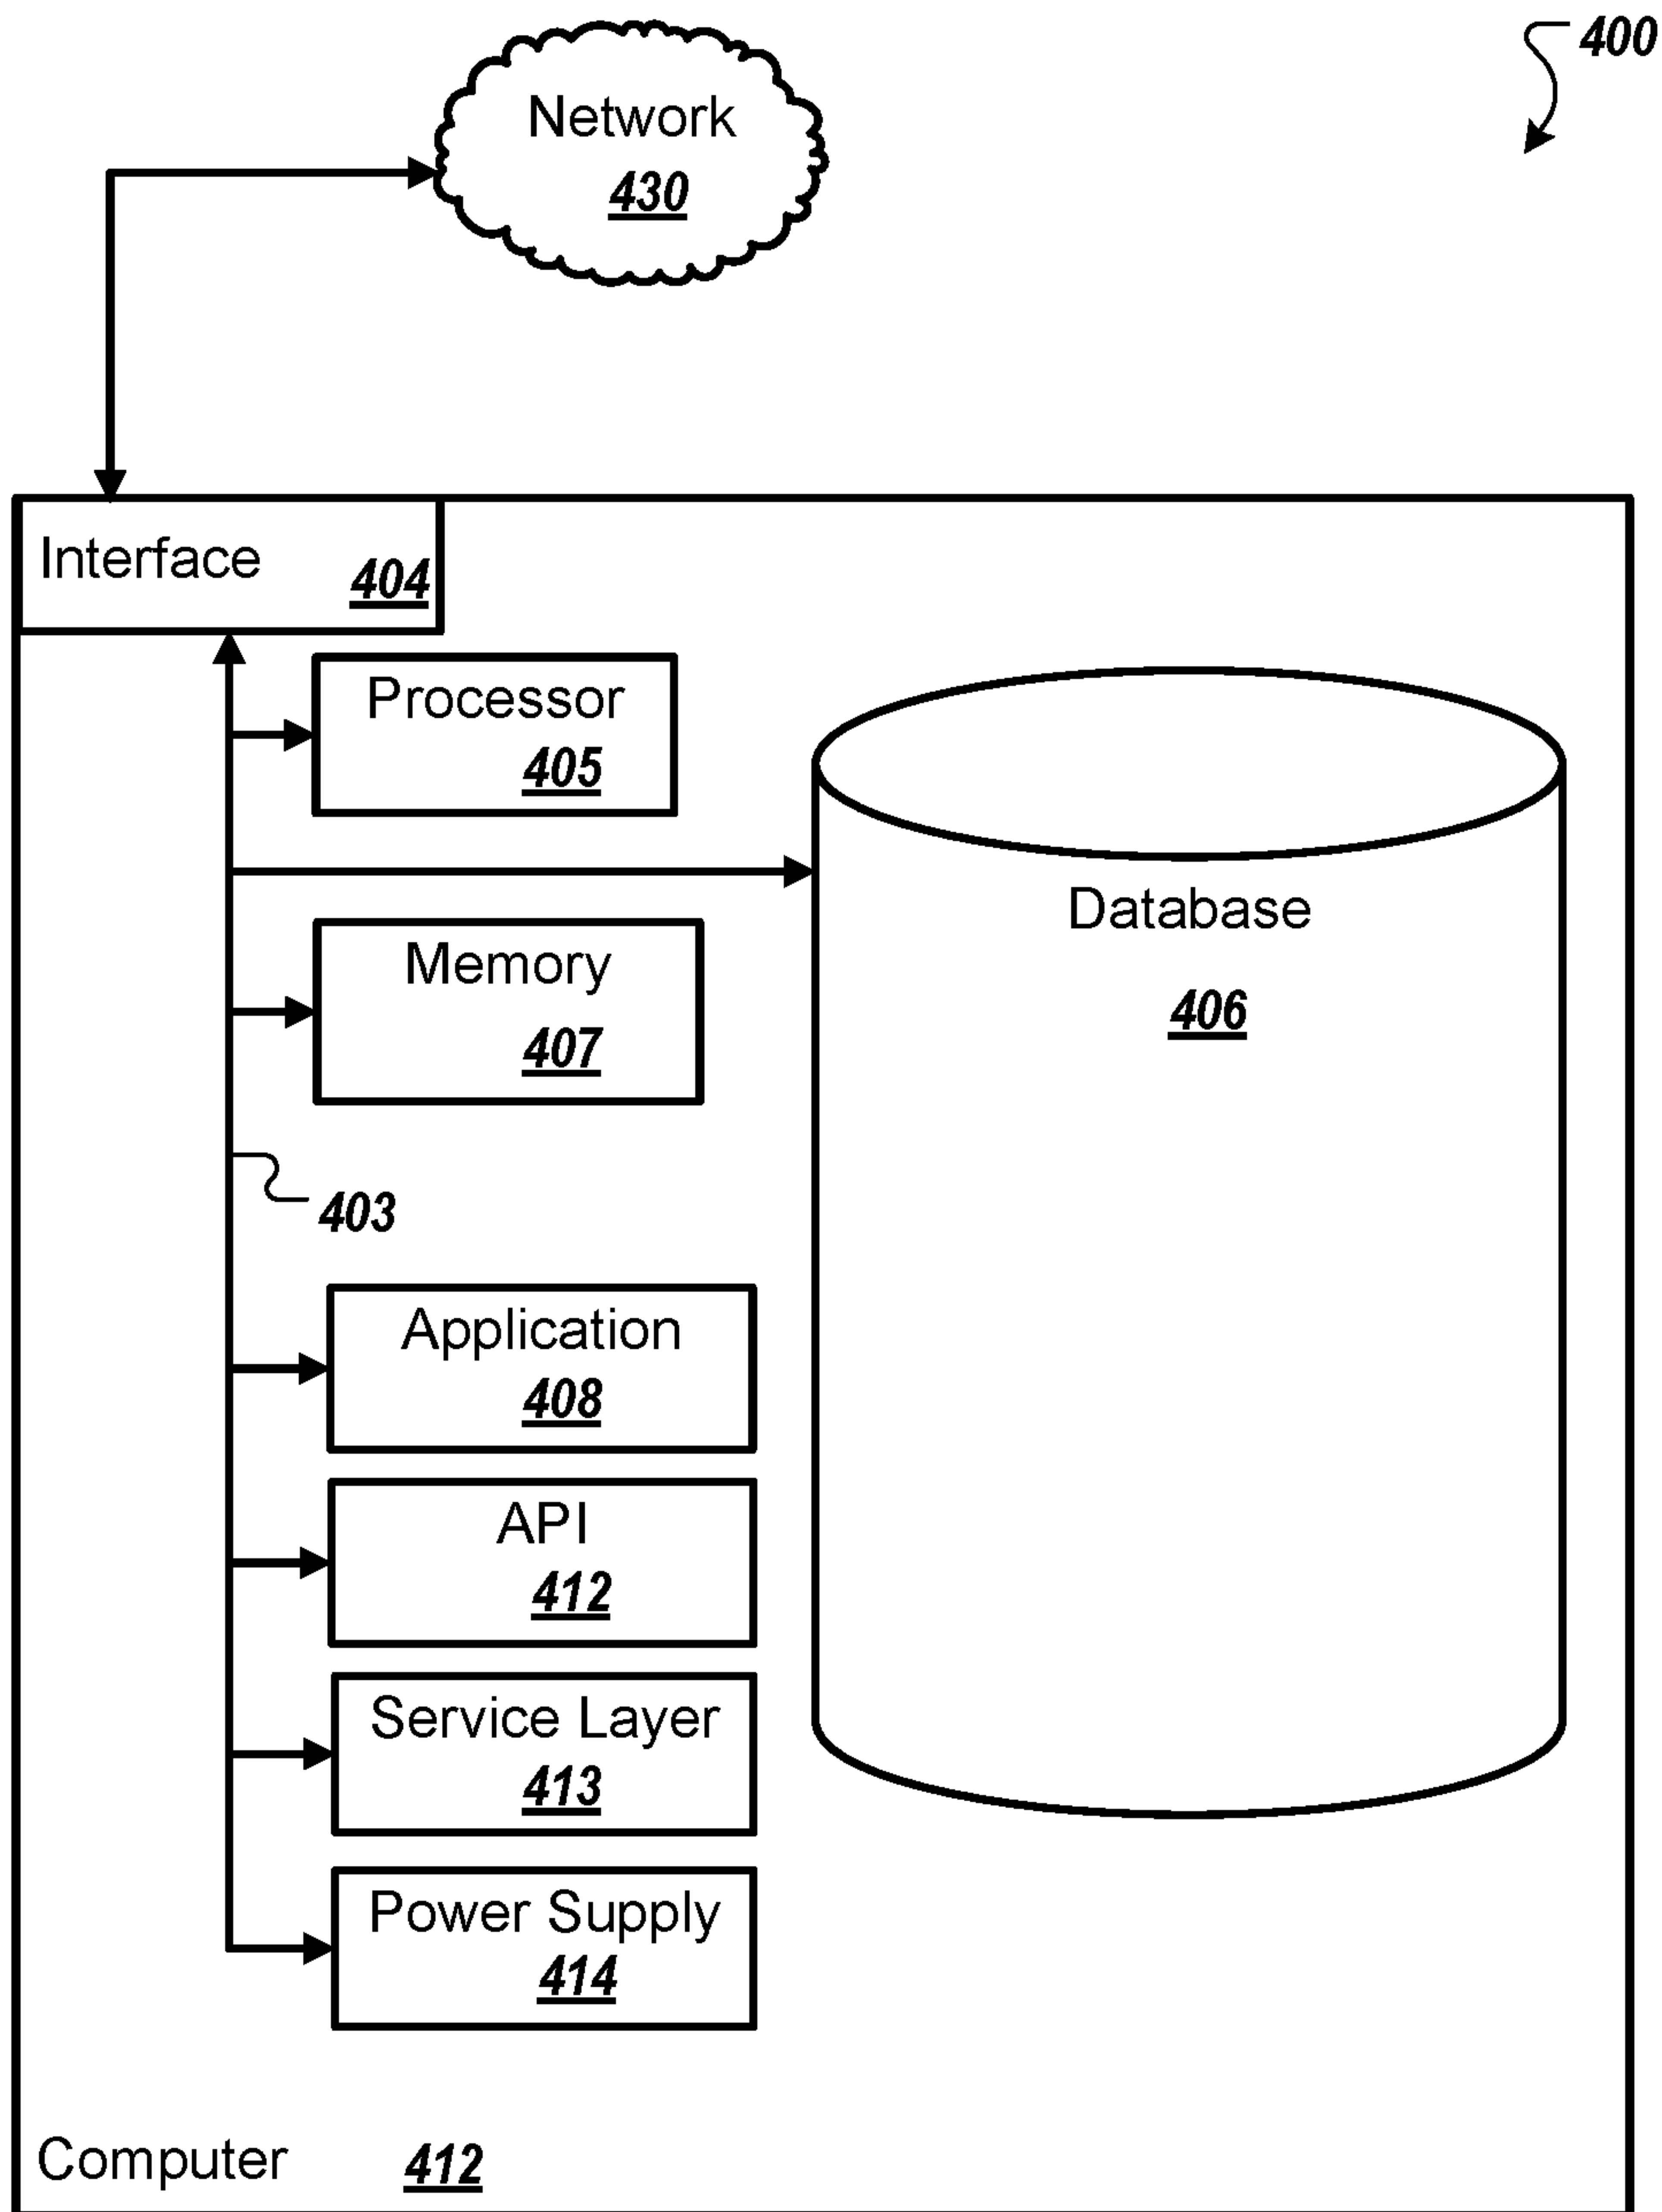 400
Network
430
Interface
404
Processor
405
Database
406
Memory
407
403
Application
408
API
412
Service Layer
413
Power Supply
414
Computer 412